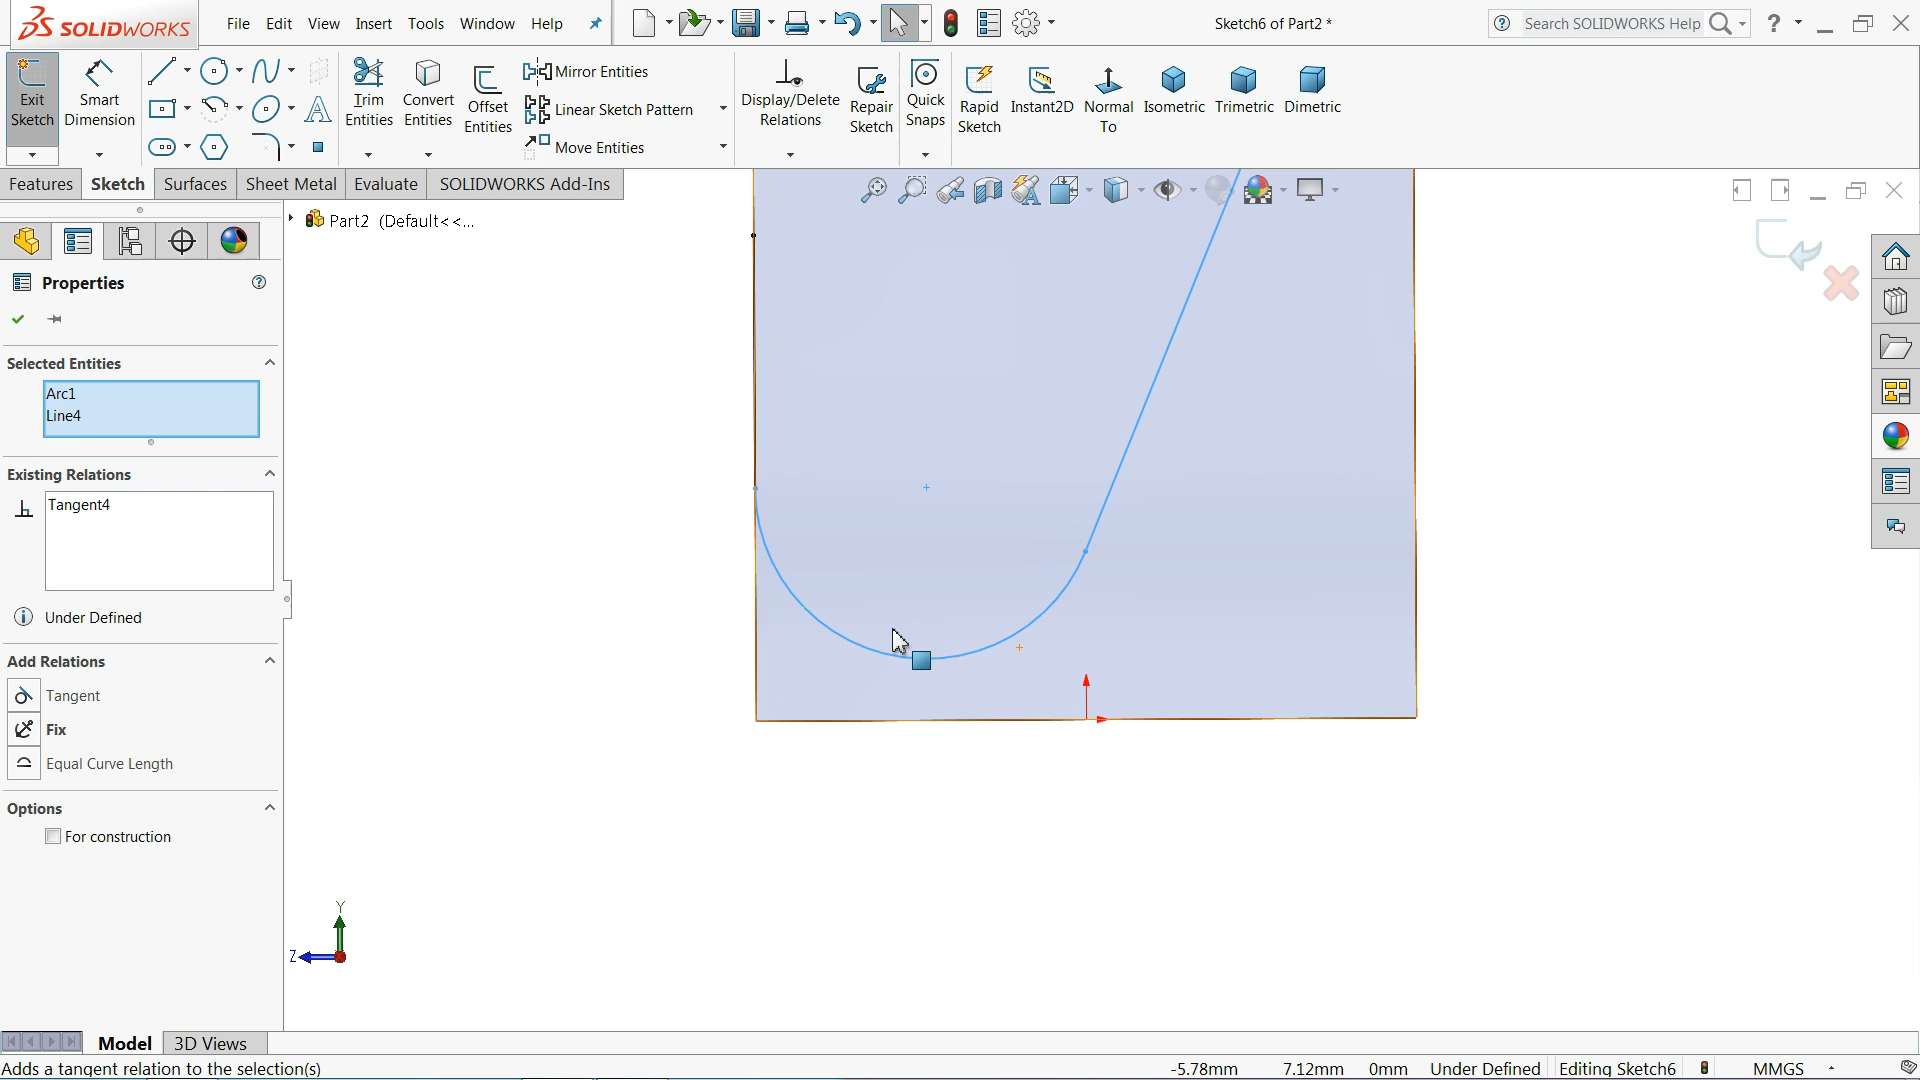 SOLIDWORKS
File Edit View Insert Tools Window Help
Sketch6 of Part2 *
Search SOLIDWORKS Help
Exit Sketch
Smart Dimension
Trim Entities
Convert Entities
Offset Entities
Mirror Entities
Linear Sketch Pattern
Move Entities
Display/Delete Relations
Repair Sketch
Quick Snaps
Rapid Sketch
Instant2D
Normal To
Isometric
Trimetric
Dimetric
Features Sketch Surfaces Sheet Metal Evaluate SOLIDWORKS Add-Ins
Part2 (Default<<...
Properties
Selected Entities
Arc1
Line4
Existing Relations
Tangent4
Under Defined
Add Relations
Tangent
Fix
Equal Curve Length
Options
For construction
Y
Z
Model 3D Views
Adds a tangent relation to the selection(s)
-5.78mm 7.12mm 0mm Under Defined Editing Sketch6 MMGS